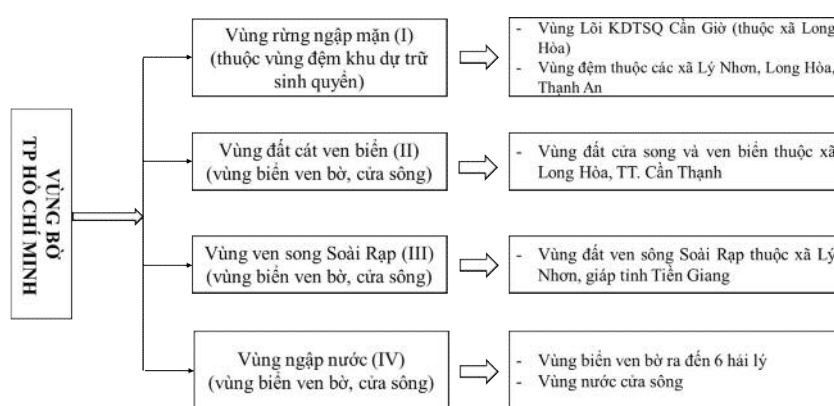 VÙNG BỜ
TP HỒ CHÍ MINH
Vùng rừng ngập mặn (I)
(thuộc vùng đệm khu dự trữ
sinh quyển)
- Vùng Lõi KDTSQ Cần Giờ (thuộc xã Long
Hòa)
- Vùng đệm thuộc các xã Lý Nhơn, Long Hòa,
Thạnh An
Vùng đất cát ven biển (II)
(vùng biển ven bờ, cửa sông)
- Vùng đất cửa song và ven biển thuộc xã
Long Hòa, TT. Cần Thạnh
Vùng ven song Soài Rạp (III)
(vùng biển ven bờ, cửa sông)
- Vùng đất ven sông Soài Rạp thuộc xã Lý
Nhơn, giáp tỉnh Tiền Giang
Vùng ngập nước (IV)
(vùng biển ven bờ, cửa sông)
- Vùng biển ven bờ ra đến 6 hải lý
- Vùng nước cửa sông